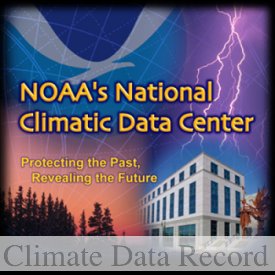 NOAA's National
Climatic Data Center
Protecting the Past,
Revealing the Future
Climate Data Record